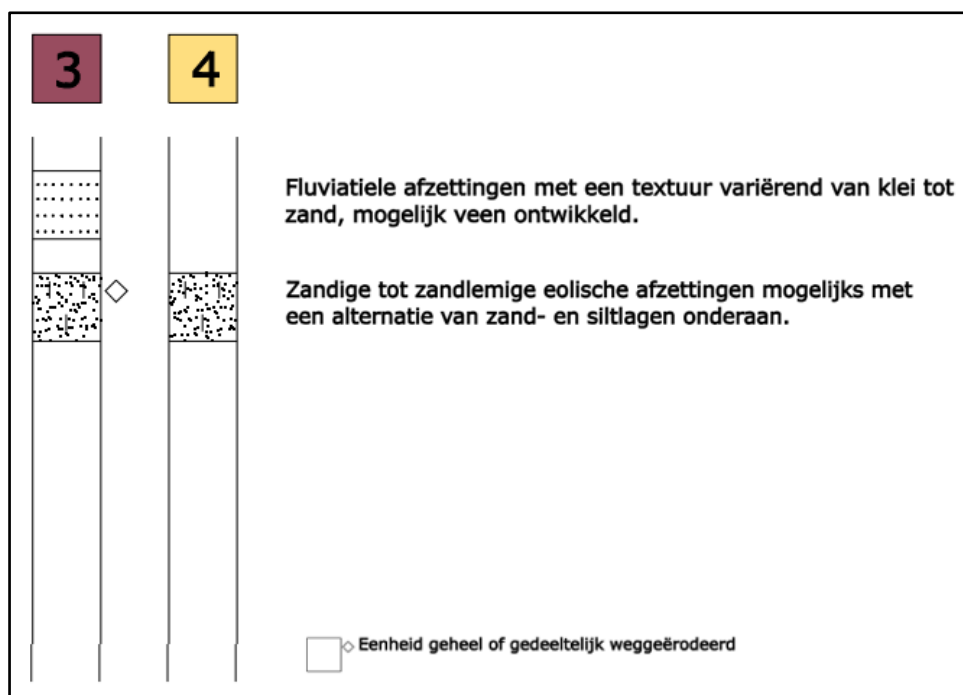 3 4
Fluviatiele afzettingen met een textuur variërend van klei tot
zand, mogelijk veen ontwikkeld.
Zandige tot zandlemige eolische afzettingen mogelijks met
een alternatie van zand- en siltlagen onderaan.
Eenheid geheel of gedeeltelijk weggeërodeerd